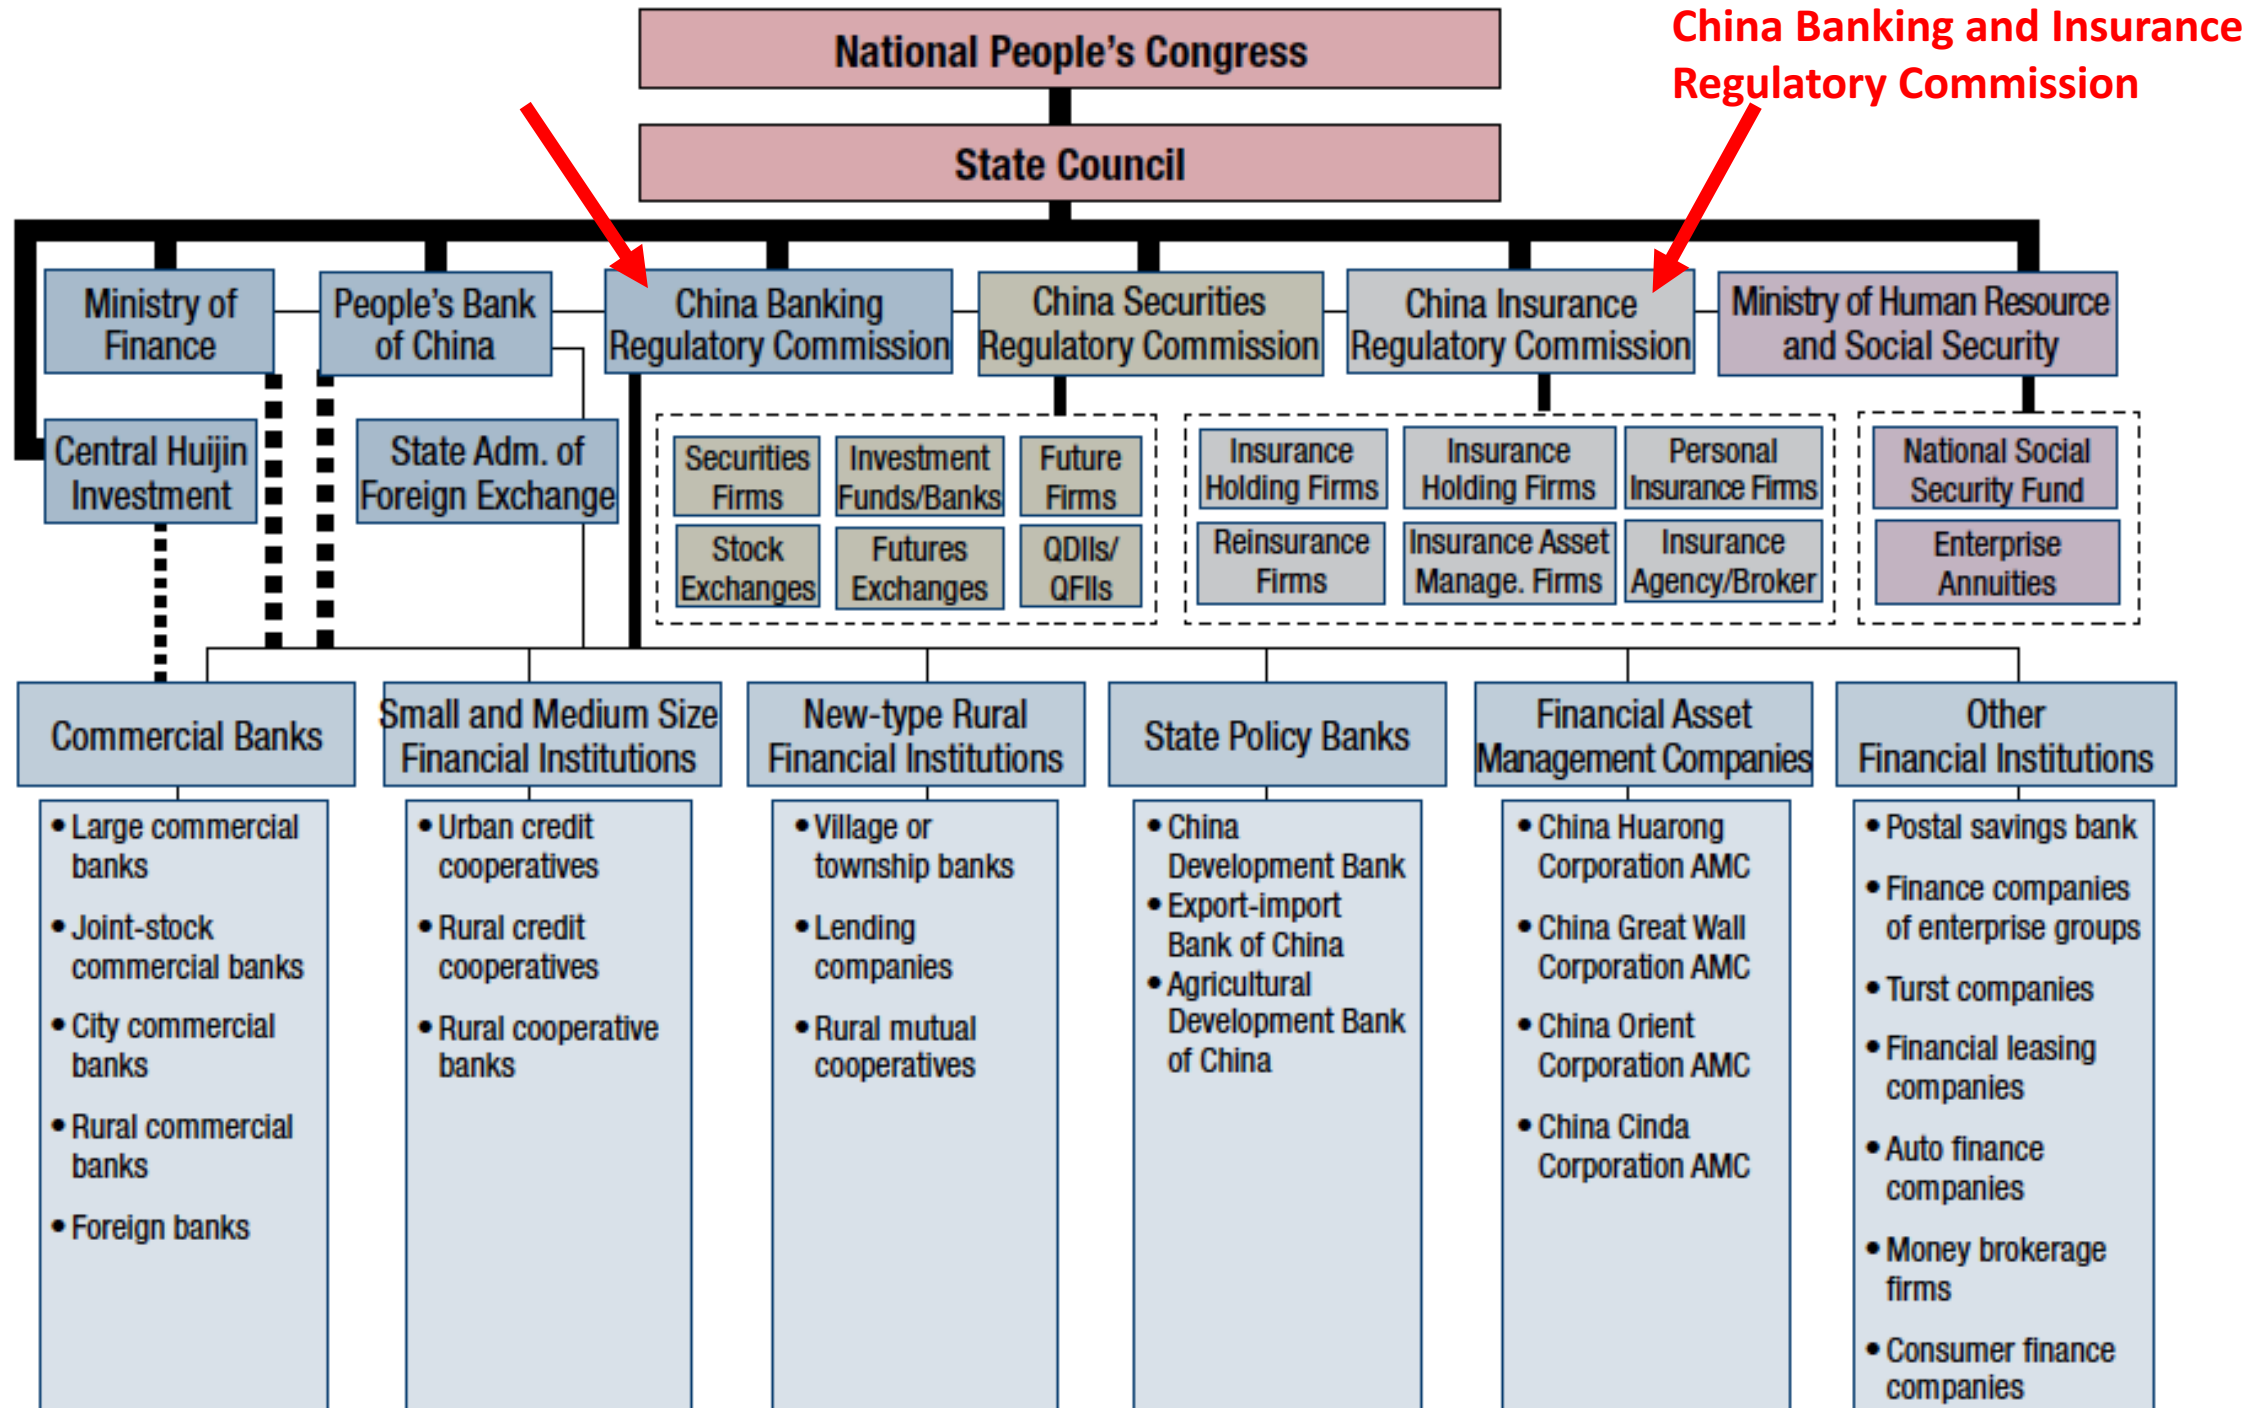 China Banking and Insurance
Regulatory Commission
National People's Congress
State Council
Ministry of
Finance
People's Bank
of China
China Banking
Regulatory Commission
China Securities
Regulatory Commission
China Insurance
Regulatory Commission
Ministry of Human Resource
and Social Security
Central Huijin
Investment
State Adm. of
Foreign Exchange
Securities
Firms
Investment
Funds/Banks
Future
Firms
Stock
Exchanges
Futures
Exchanges
QDIIs/
QFIIs
Insurance
Holding Firms
Insurance
Holding Firms
Personal
Insurance Firms
Reinsurance
Firms
Insurance Asset
Manage. Firms
Insurance
Agency/Broker
National Social
Security Fund
Enterprise
Annuities
Commercial Banks
Small and Medium Size
Financial Institutions
New-type Rural
Financial Institutions
State Policy Banks
Financial Asset
Management Companies
Other
Financial Institutions
• Large commercial
banks
• Joint-stock
commercial banks
• City commercial
banks
• Rural commercial
banks
• Foreign banks
• Urban credit
cooperatives
• Rural credit
cooperatives
• Rural cooperative
banks
• Village or
township banks
• Lending
companies
• Rural mutual
cooperatives
• China
Development Bank
• Export-import
Bank of China
• Agricultural
Development Bank
of China
• China Huarong
Corporation AMC
• China Great Wall
Corporation AMC
• China Orient
Corporation AMC
• China Cinda
Corporation AMC
• Postal savings bank
• Finance companies
of enterprise groups
• Turst companies
• Financial leasing
companies
• Auto finance
companies
• Money brokerage
firms
• Consumer finance
companies